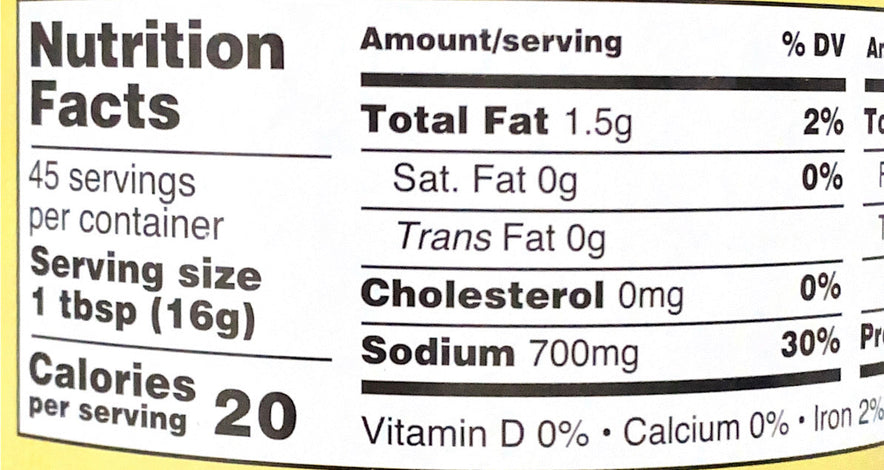 Nutrition
Facts
45 servings
per container
Serving size
1 tbsp (16g)
Calories
per serving 20
Amount/serving % DV
Total Fat 1.5g 2%
Sat. Fat 0g 0%
Trans Fat 0g
Cholesterol 0mg 0%
Sodium 700mg 30%
Vitamin D 0% • Calcium 0% • Iron 2%